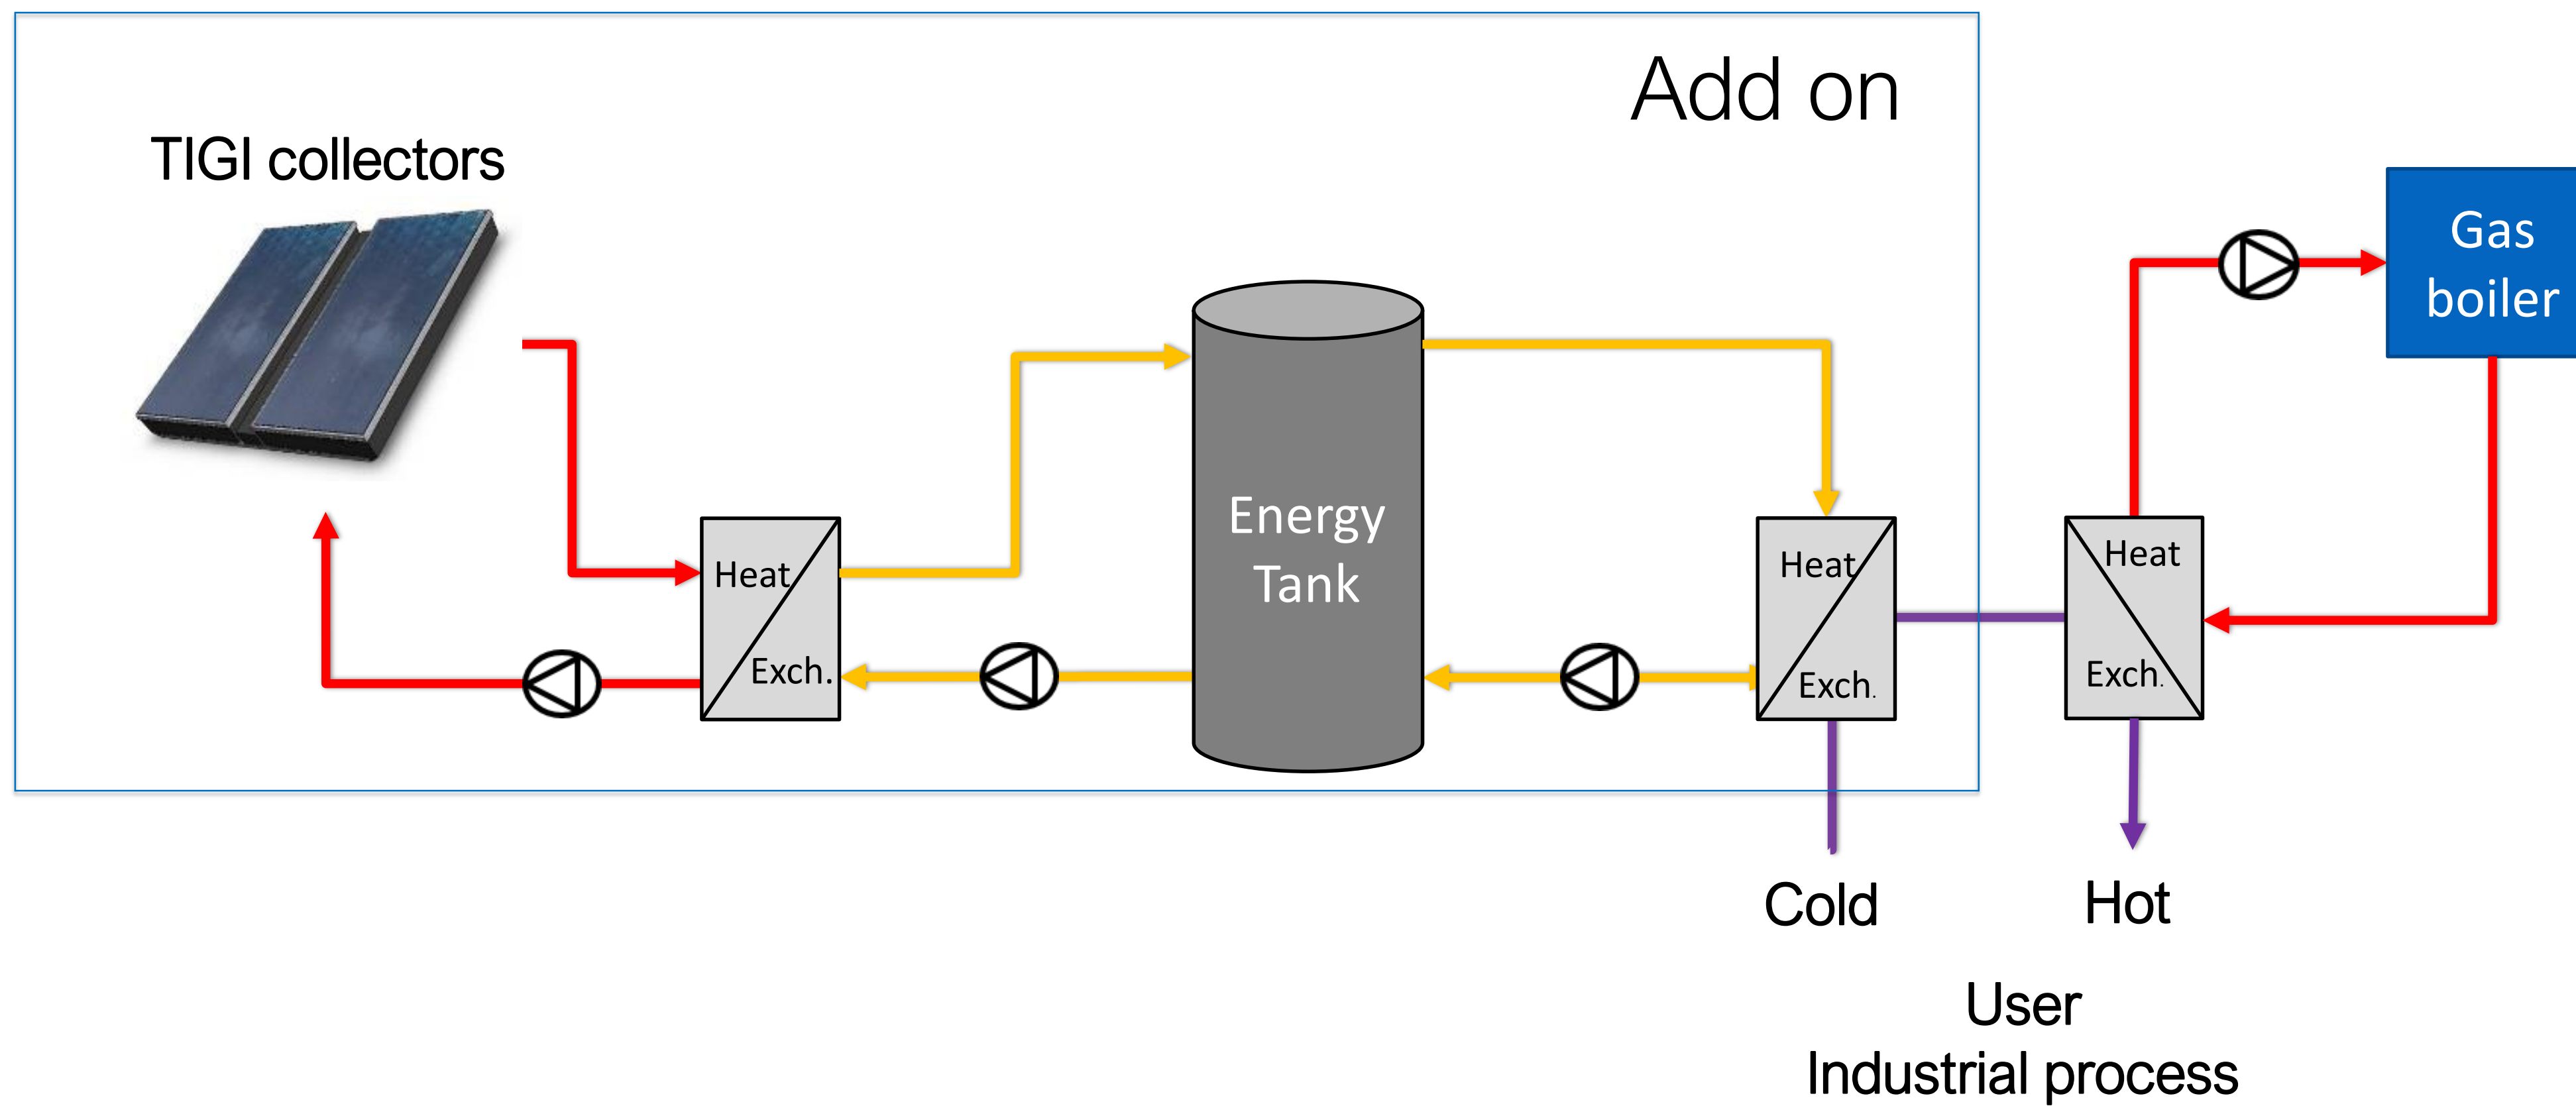 Add on
TIGI collectors
Gas
boiler
Energy
Tank
Heat
Exch.
Heat
Exch.
Heat
Exch.
Cold
Hot
User
Industrial process